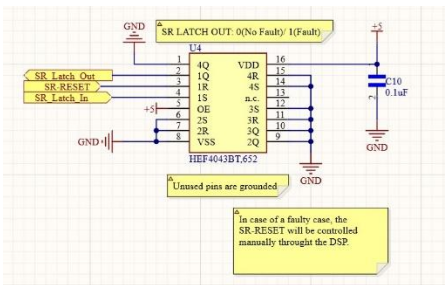 GND
SR LATCH OUT: 0(No Fault)/ 1(Fault)
+5
U4
1 4Q VDD 16
SR_Latch_Out 2 1Q 4R 15
SR-RESET 3 1R 4S 14
SR_Latch_In 4 1S n.c. 13
+5 5 OE 3S 12
6 2S 3R 11
7 2R 3Q 10
GND 8 VSS 2Q 9
HEF4043BT,652
1
2
C10
0.1uF
GND
GND
Unused pins are grounded
In case of a faulty case, the
SR-RESET will be controlled
manually throught the DSP.